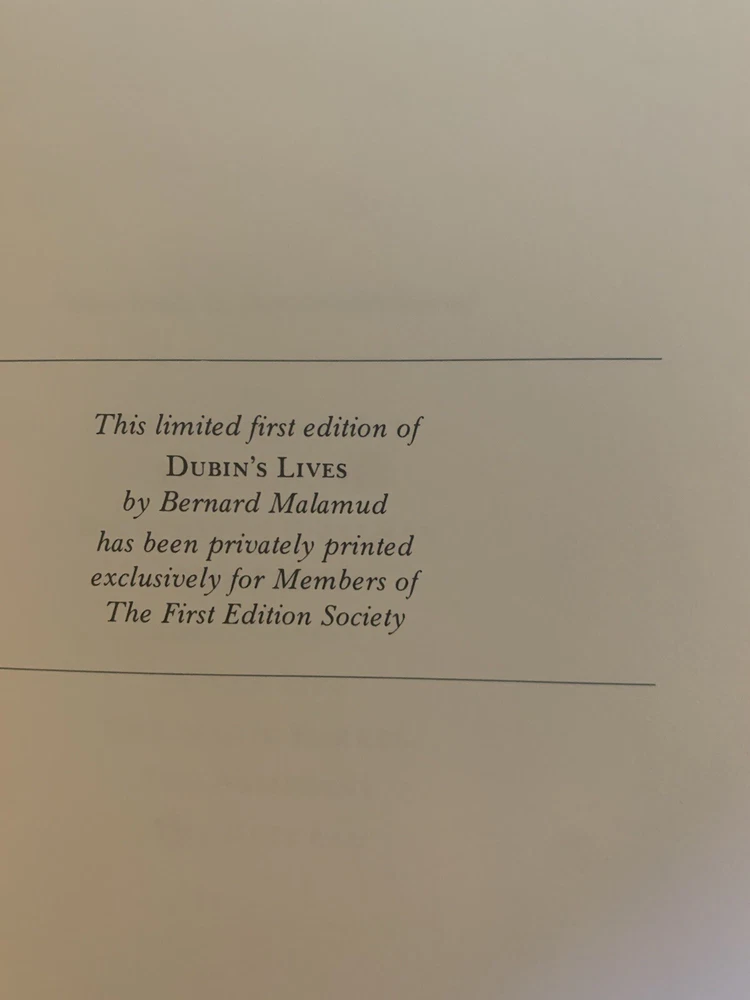 This limited first edition of
DUBIN'S LIVES
by Bernard Malamud
has been privately printed
exclusively for Members of
The First Edition Society